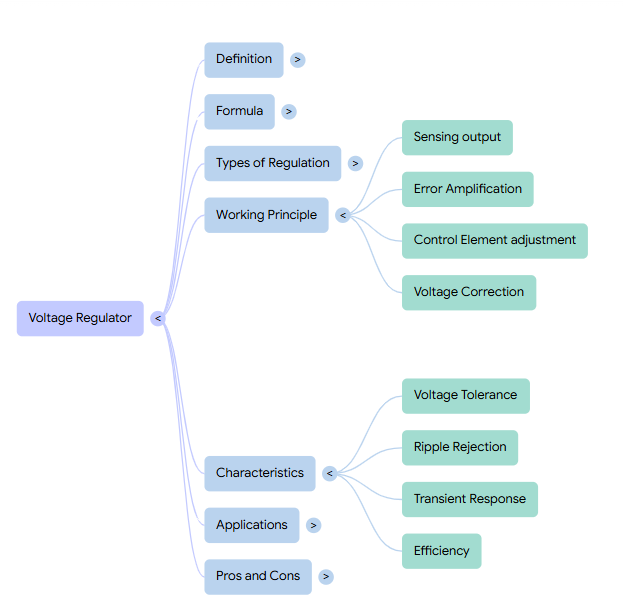 Voltage Regulator
<
Definition
>
Formula
>
Types of Regulation
>
Working Principle
<
Sensing output
Error Amplification
Control Element adjustment
Voltage Correction
Characteristics
<
Voltage Tolerance
Ripple Rejection
Transient Response
Efficiency
Applications
>
Pros and Cons
>